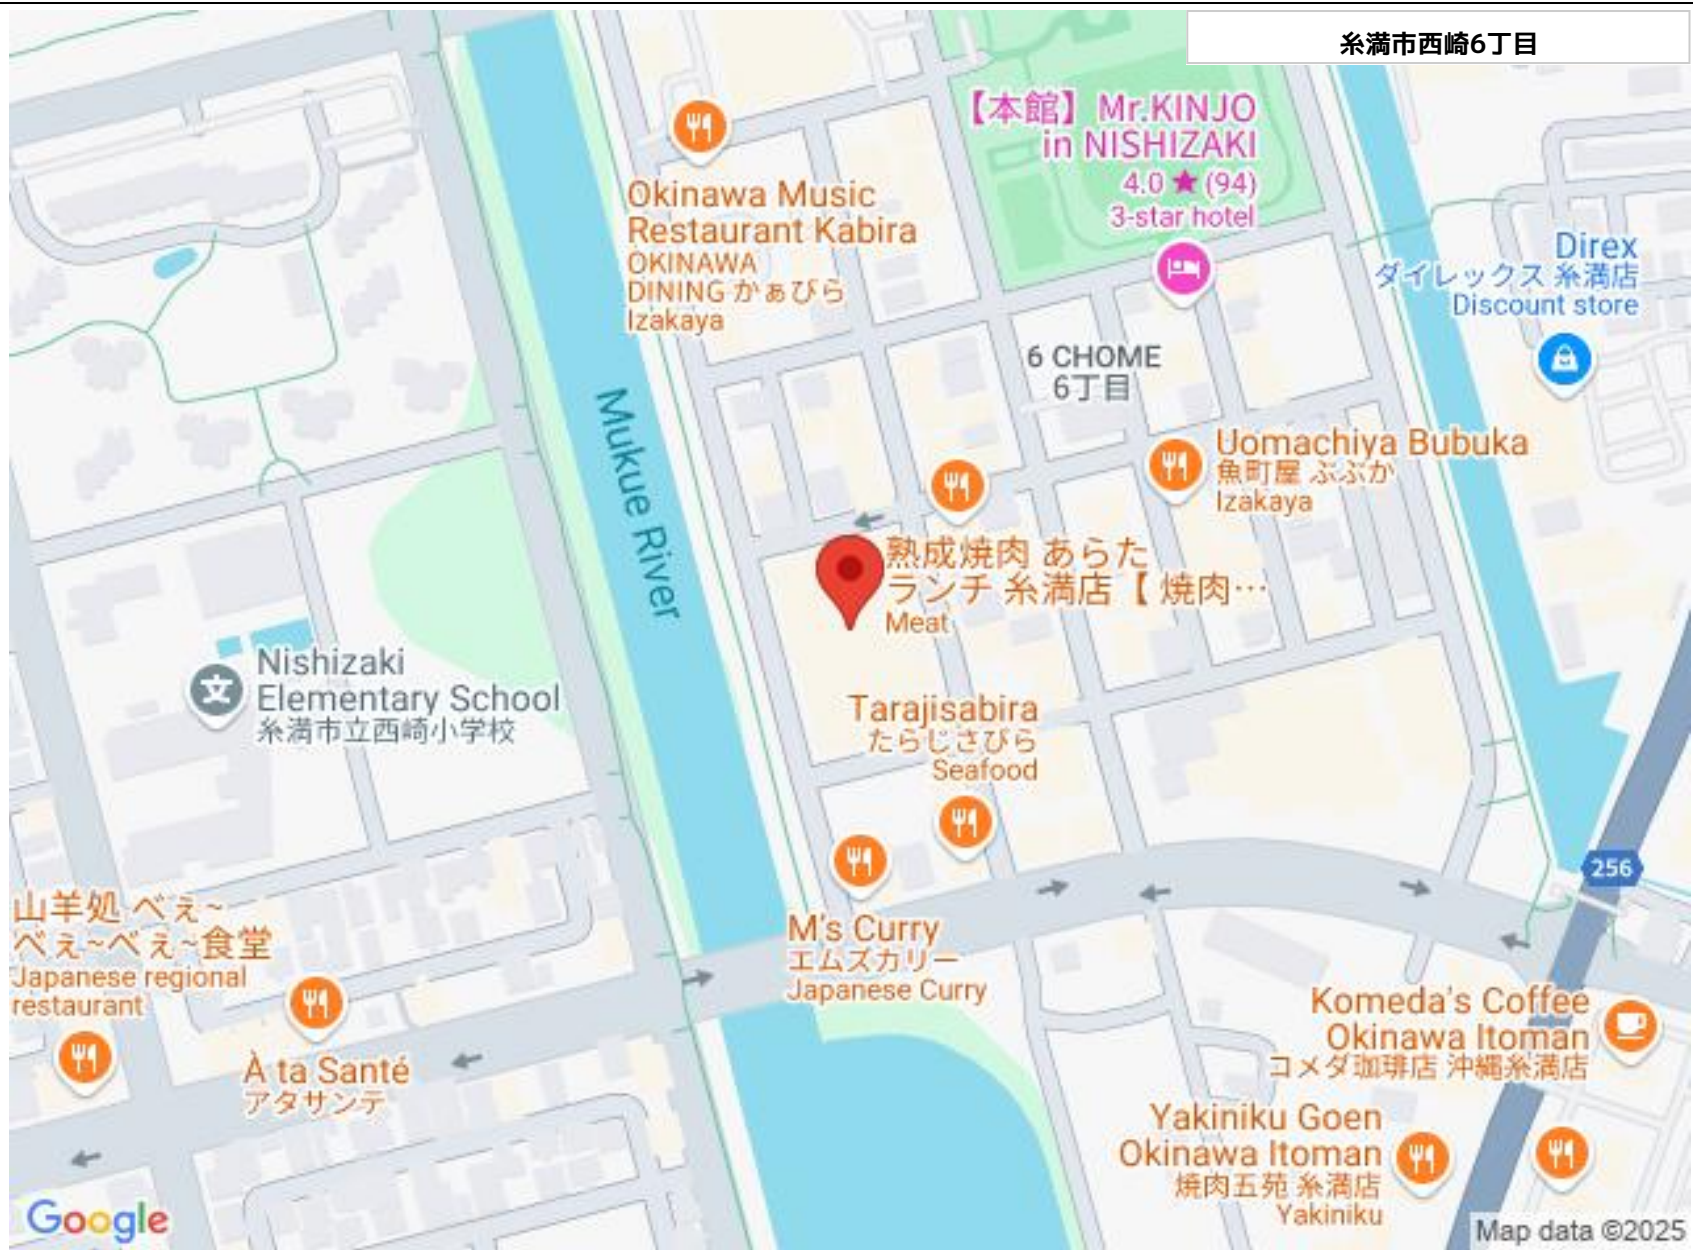 糸満市西崎6丁目
【本館】Mr.KINJO
in NISHIZAKI
4.0 ★ (94)
3-star hotel
Okinawa Music
Restaurant Kabira
OKINAWA
DINING かぁびら
Izakaya
Direx
ダイレックス 糸満店
Discount store
6 CHOME
6丁目
Mukue River
Uomachiya Bubuka
魚町屋 ぶぶか
Izakaya
熟成焼肉 あらた
ランチ 糸満店【 焼肉…
Meat
Nishizaki
Elementary School
糸満市立西崎小学校
文
Tarajisabira
たらじさびら
Seafood
256
山羊処 べぇ~
べぇ~べぇ~食堂
Japanese regional
restaurant
M's Curry
エムズカリー
Japanese Curry
À ta Santé
アタサンテ
Komeda's Coffee
Okinawa Itoman
コメダ珈琲店 沖縄糸満店
Yakiniku Goen
Okinawa Itoman
焼肉五苑 糸満店
Yakiniku
Google
Map data ©2025